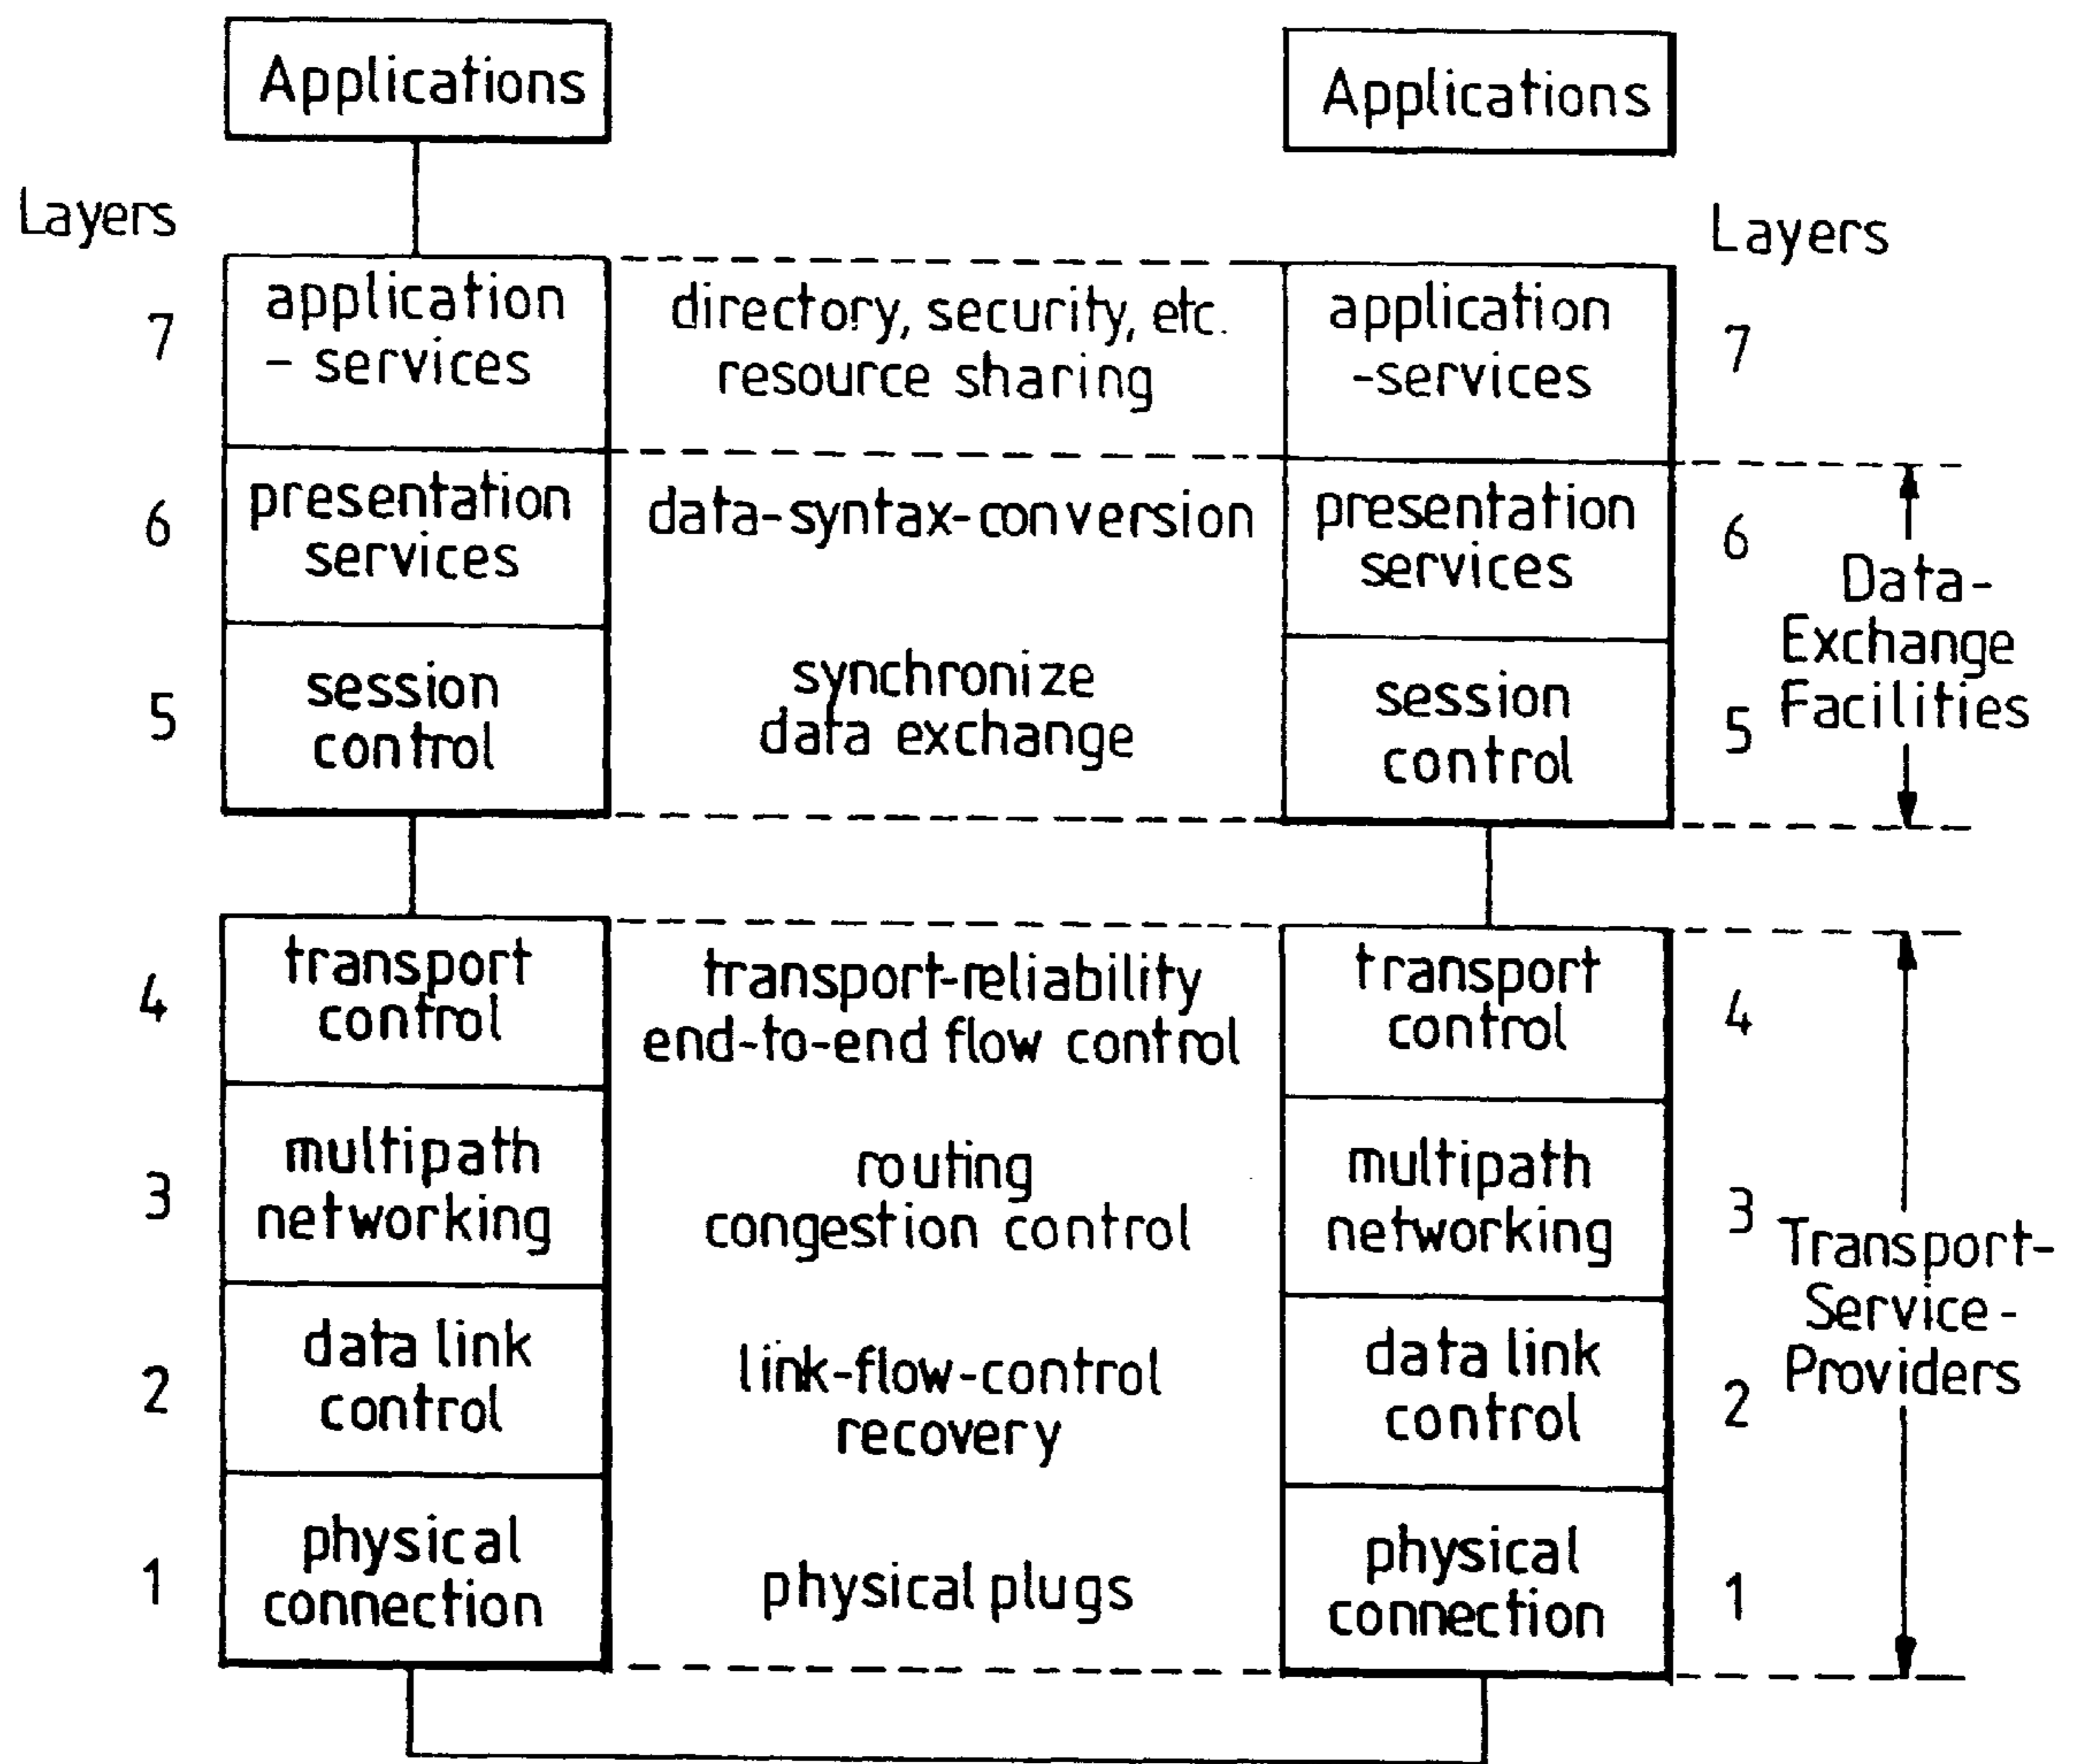 Applications
Applications
Layers
Layers
7
application
- services
directory, security, etc.
resource sharing
application
-services
7
6
presentation
services
data-syntax-conversion
presentation
services
6
Data-
Exchange
Facilities
5
session
control
synchronize
data exchange
session
control
5
4
transport
control
transport-reliability
end-to-end flow control
transport
control
4
3
multipath
networking
routing
congestion control
multipath
networking
3
Transport-
Service-
Providers
2
data link
control
link-flow-control
recovery
data link
control
2
1
physical
connection
physical plugs
physical
connection
1